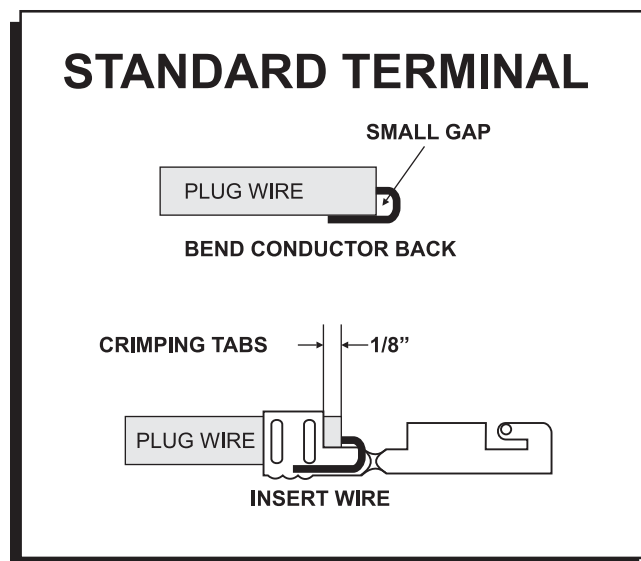 STANDARD TERMINAL
SMALL GAP
PLUG WIRE
BEND CONDUCTOR BACK
CRIMPING TABS
1/8”
PLUG WIRE
INSERT WIRE